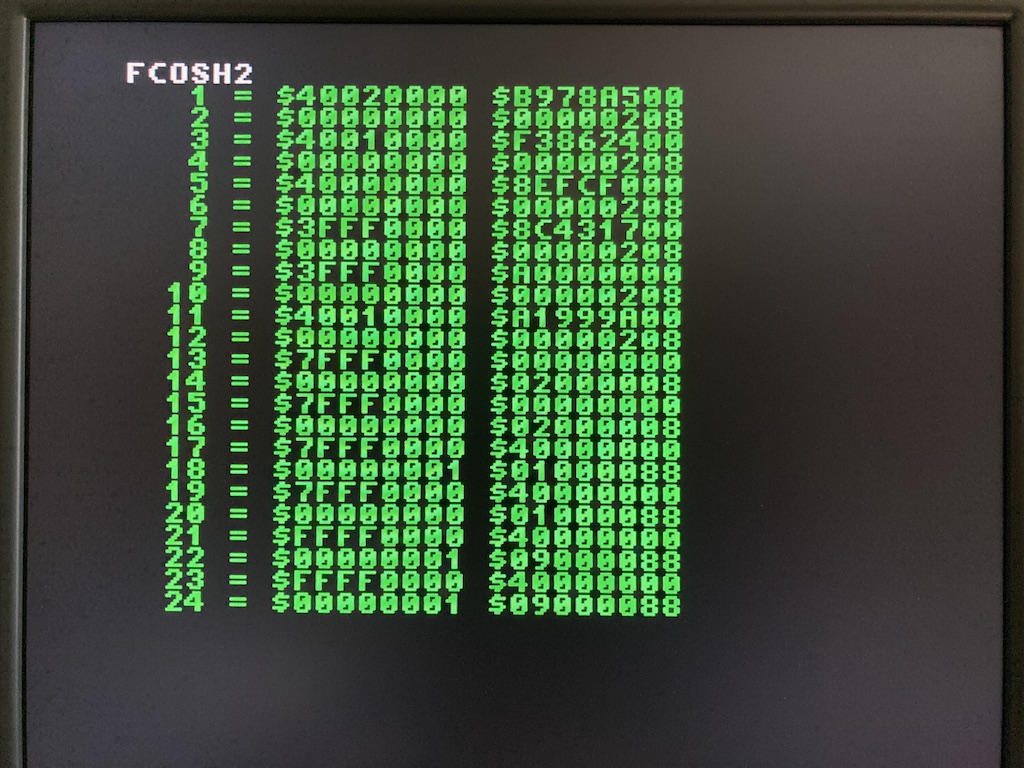 FCOSH2
1 = $40020000 $B978A500
2 = $00000000 $00000208
3 = $40010000 $F3862400
4 = $00000000 $00000208
5 = $40000000 $8EFCF000
6 = $00000000 $00000208
7 = $3FFF0000 $8C431700
8 = $00000000 $00000208
9 = $3FFF0000 $A0000000
10 = $00000000 $00000208
11 = $40010000 $A1999A00
12 = $00000000 $00000208
13 = $7FFF0000 $00000000
14 = $00000000 $02000008
15 = $7FFF0000 $00000000
16 = $00000000 $02000008
17 = $7FFF0000 $40000000
18 = $00000001 $01000088
19 = $7FFF0000 $40000000
20 = $00000000 $01000088
21 = $FFFF0000 $40000000
22 = $00000001 $09000088
23 = $FFFF0000 $40000000
24 = $00000001 $09000088